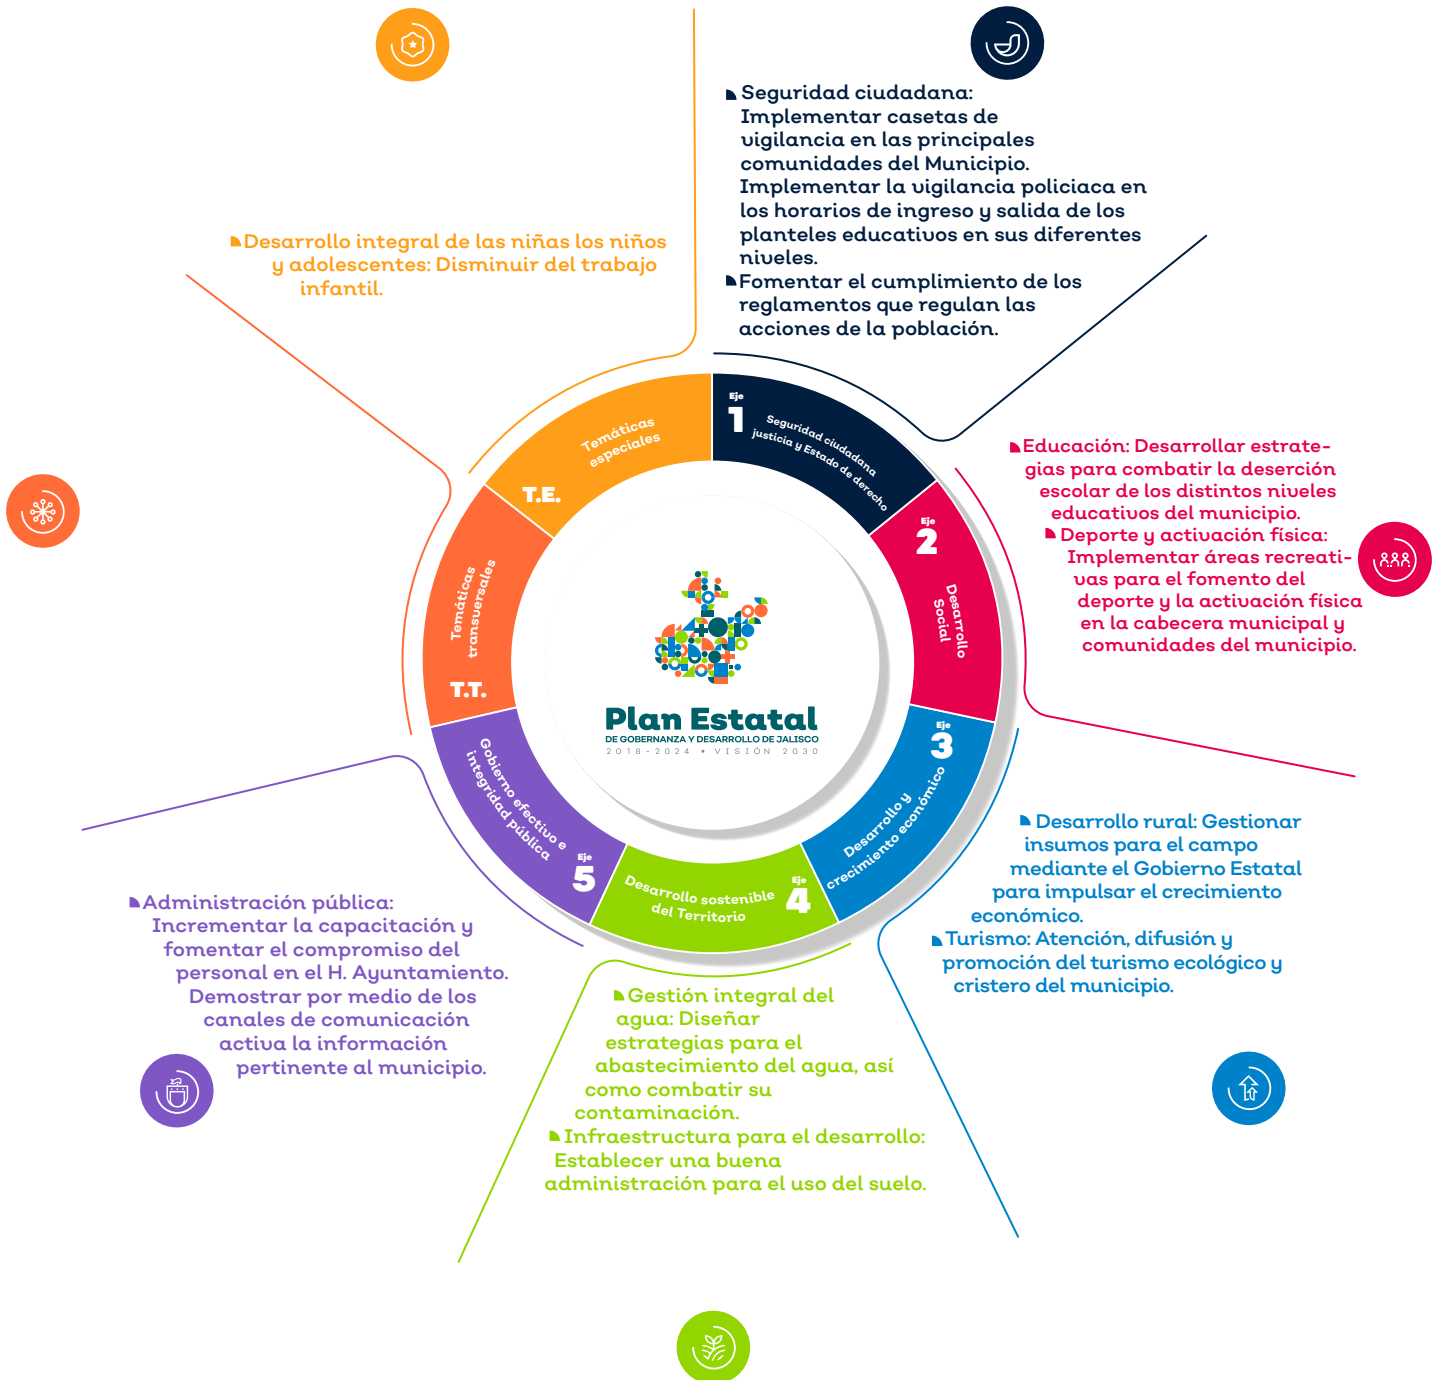 Seguridad ciudadana:
Implementar casetas de
vigilancia en las principales
comunidades del Municipio.
Implementar la vigilancia policiaca en
los horarios de ingreso y salida de los
planteles educativos en sus diferentes
niveles.
Fomentar el cumplimiento de los
reglamentos que regulan las
acciones de la población.
Desarrollo integral de las niñas los niños
y adolescentes: Disminuir del trabajo
infantil.
Eje
1
Seguridad ciudadana
justicia y Estado de derecho
Temáticas
especiales
T.E.
Educación: Desarrollar estrate-
gias para combatir la deserción
escolar de los distintos niveles
educativos del municipio.
Deporte y activación física:
Implementar áreas recreati-
vas para el fomento del
deporte y la activación física
en la cabecera municipal y
comunidades del municipio.
Eje
2
Desarrollo
Social
Temáticas
transversales
T.T.
Plan Estatal
DE GOBERNANZA Y DESARROLLO DE JALISCO
2018-2024 • VISIÓN 2030
Eje
3
Desarrollo y
crecimiento económico
Desarrollo rural: Gestionar
insumos para el campo
mediante el Gobierno Estatal
para impulsar el crecimiento
económico.
Turismo: Atención, difusión y
promoción del turismo ecológico y
cristero del municipio.
Gobierno efectivo e
integridad pública
Eje
5
Desarrollo sostenible
del Territorio
Eje
4
Administración pública:
Incrementar la capacitación y
fomentar el compromiso del
personal en el H. Ayuntamiento.
Demostrar por medio de los
canales de comunicación
activa la información
pertinente al municipio.
Gestión integral del
agua: Diseñar
estrategias para el
abastecimiento del agua, así
como combatir su
contaminación.
Infraestructura para el desarrollo:
Establecer una buena
administración para el uso del suelo.